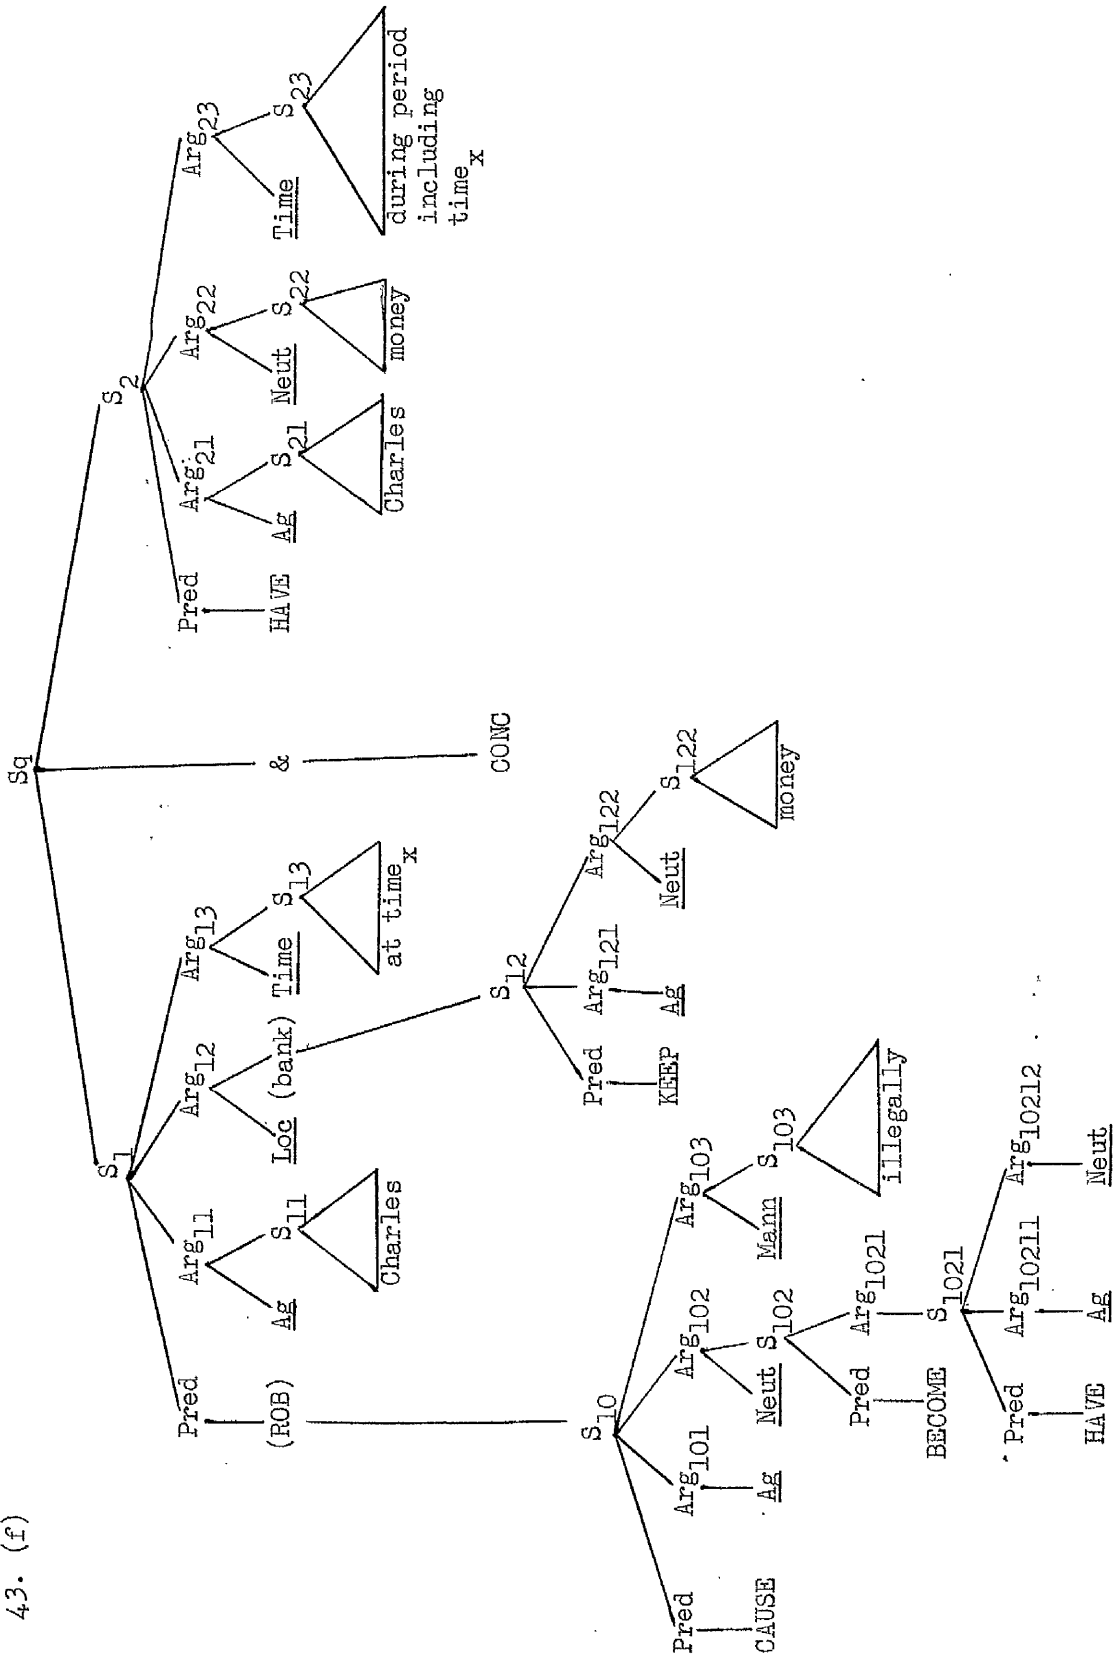 43. (f)
Sq
S1 & S2
Pred Arg11 Arg12 Arg13 Pred Arg21 Arg22 Arg23
(ROB) Ag S11 Loc (bank) Time S13 HAVE Ag S21 Neut S22 Time S23
Charles at timex Charles money during period
including
timex
CONC
S10 S12
Pred Arg121 Arg122
KEEP Ag Neut S122
money
Pred Arg101 Arg102 Arg103
CAUSE Ag Neut S102 Mann S103
illegally
Pred Arg1021
BECOME S1021
Pred Arg10211 Arg10212
HAVE Ag Neut